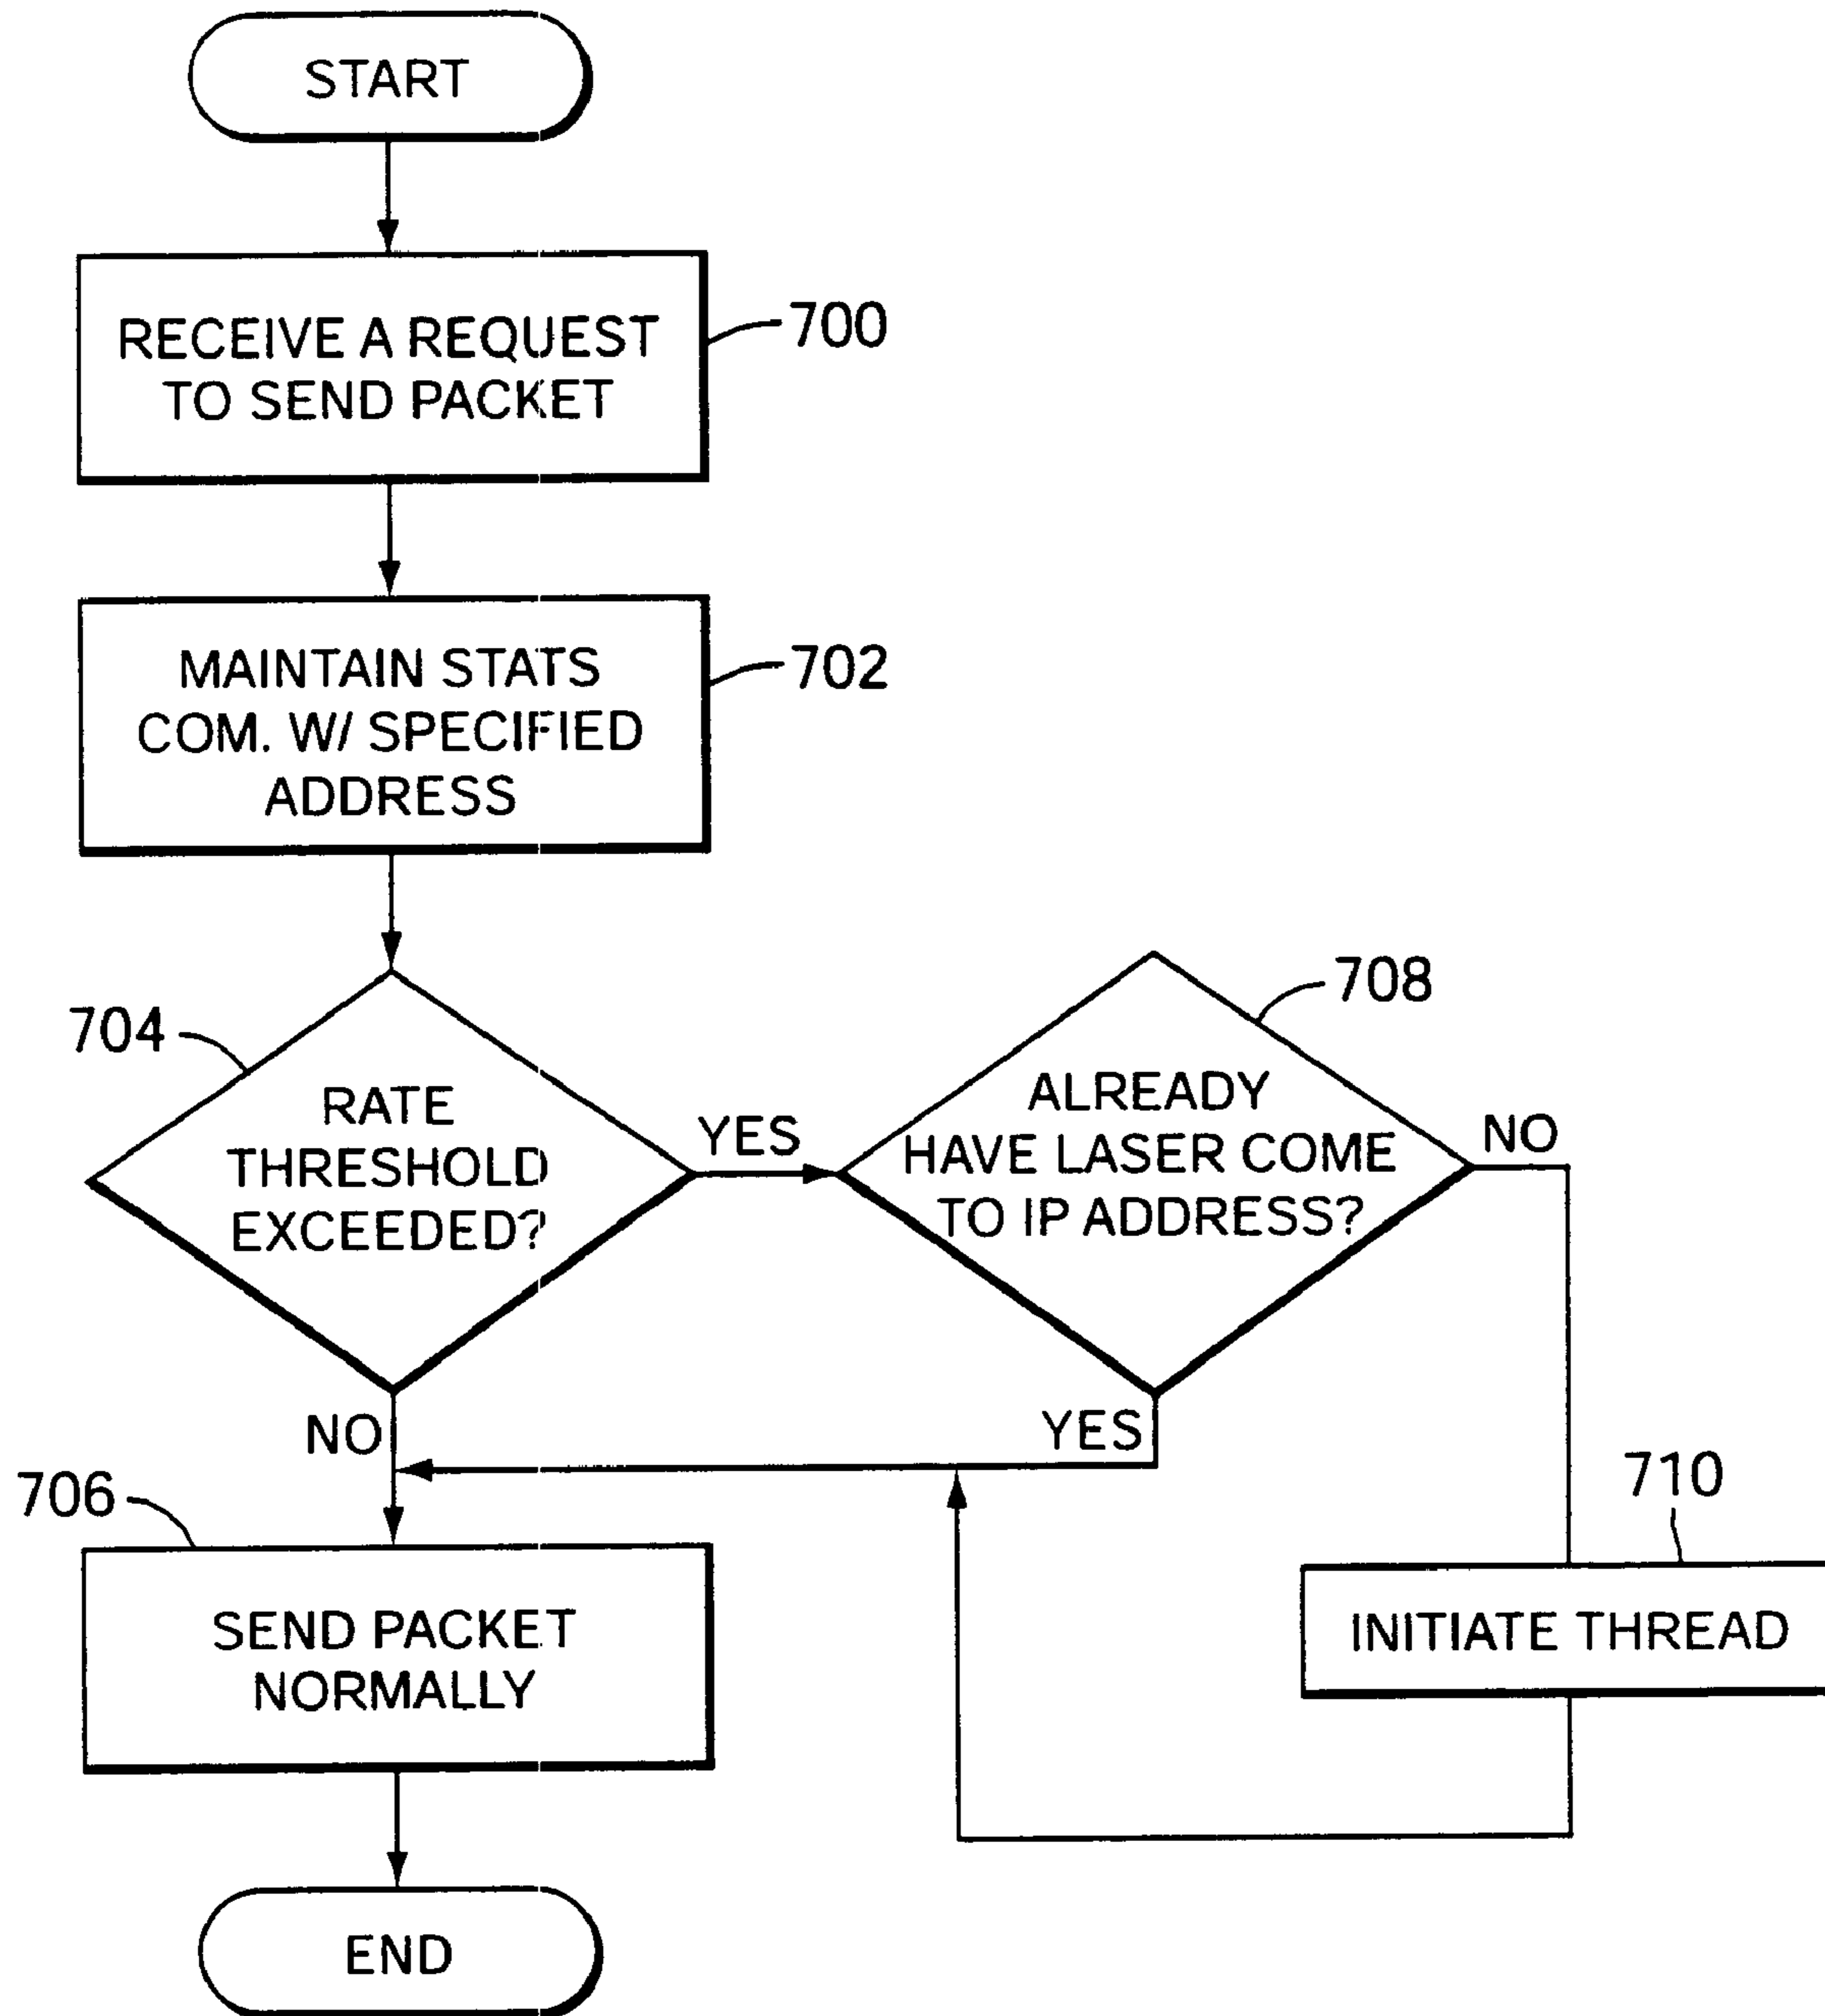 START
RECEIVE A REQUEST
TO SEND PACKET
700
MAINTAIN STATS
COM. W/ SPECIFIED
ADDRESS
702
704
RATE
THRESHOLD
EXCEEDED?
YES
708
ALREADY
HAVE LASER COME
TO IP ADDRESS?
NO
NO
YES
706
SEND PACKET
NORMALLY
710
INITIATE THREAD
END